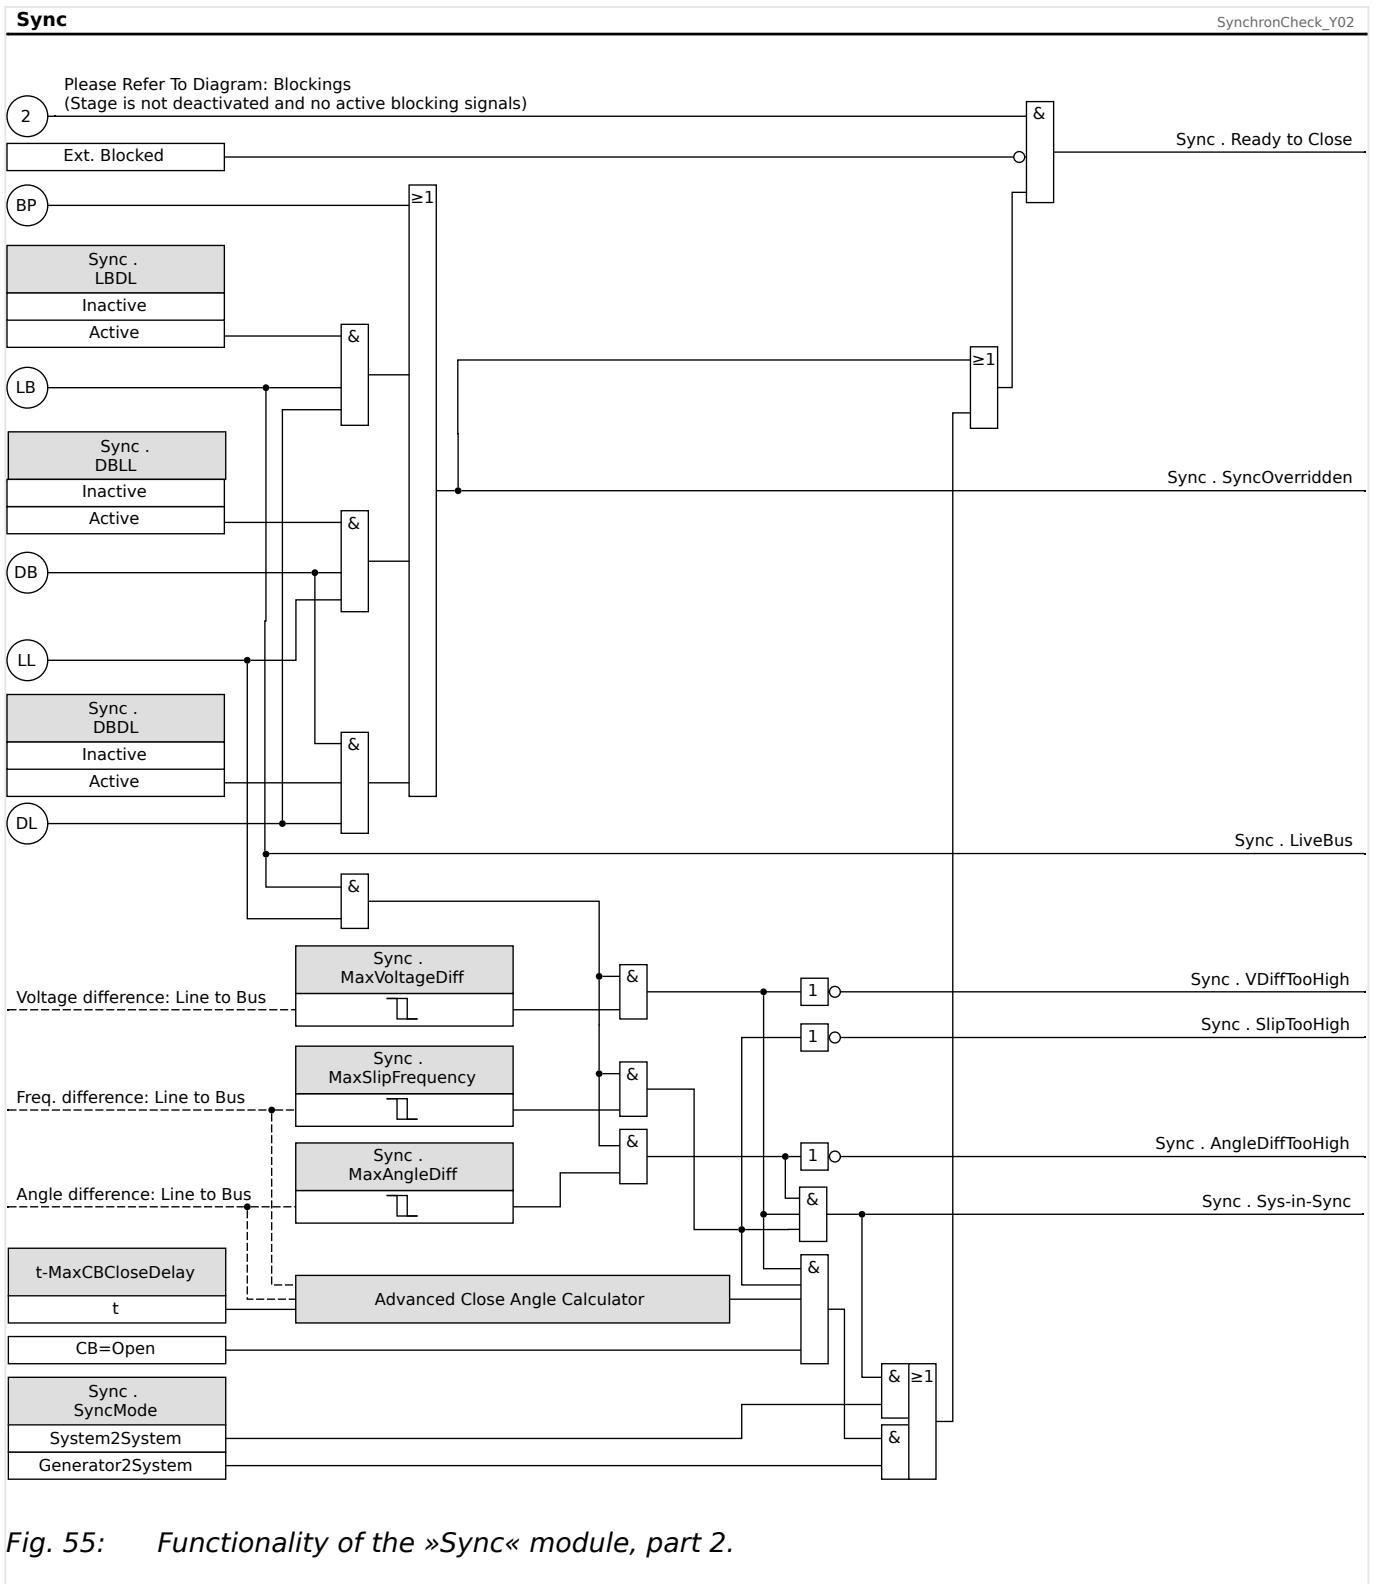 Sync
SynchronCheck_Y02
Please Refer To Diagram: Blockings
(Stage is not deactivated and no active blocking signals)
2
&
Sync . Ready to Close
Ext. Blocked
BP
≥1
Sync .
LBDL
Inactive
Active
&
≥1
LB
Sync .
DBLL
Inactive
Active
&
Sync . SyncOverridden
DB
LL
Sync .
DBDL
Inactive
Active
&
DL
Sync . LiveBus
&
Sync .
MaxVoltageDiff
Voltage difference: Line to Bus
&
1
Sync . VDiffTooHigh
1
Sync . SlipTooHigh
Sync .
MaxSlipFrequency
Freq. difference: Line to Bus
&
Sync .
MaxAngleDiff
Angle difference: Line to Bus
&
1
Sync . AngleDiffTooHigh
&
Sync . Sys-in-Sync
t-MaxCBCloseDelay
t
Advanced Close Angle Calculator
&
CB=Open
Sync .
SyncMode
System2System
Generator2System
&
≥1
&
Fig. 55: Functionality of the »Sync« module, part 2.